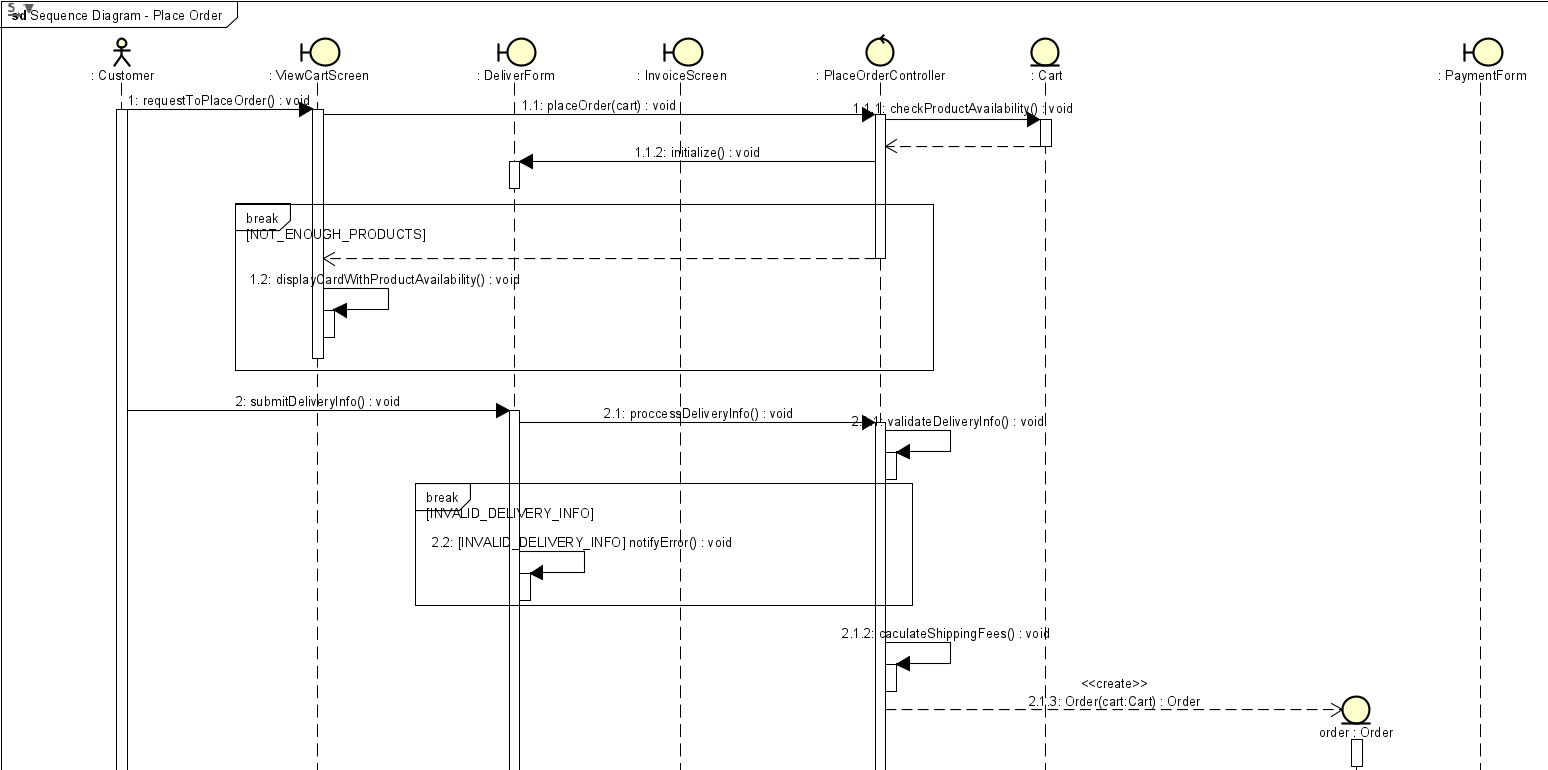 sd Sequence Diagram - Place Order
: Customer
: ViewCartScreen
: DeliverForm
: InvoiceScreen
: PlaceOrderController
: Cart
: PaymentForm
1: requestToPlaceOrder() : void
1.1: placeOrder(cart) : void
1.1.1: checkProductAvailability() : void
1.1.2: initialize() : void
break
[NOT_ENOUGH_PRODUCTS]
1.2: displayCardWithProductAvailability() : void
2: submitDeliveryInfo() : void
2.1: proccessDeliveryInfo() : void
2.1.1: validateDeliveryInfo() : void
break
[INVALID_DELIVERY_INFO]
2.2: [INVALID_DELIVERY_INFO] notifyError() : void
2.1.2: caculateShippingFees() : void
<<create>>
2.1.3: Order(cart:Cart) : Order
order : Order